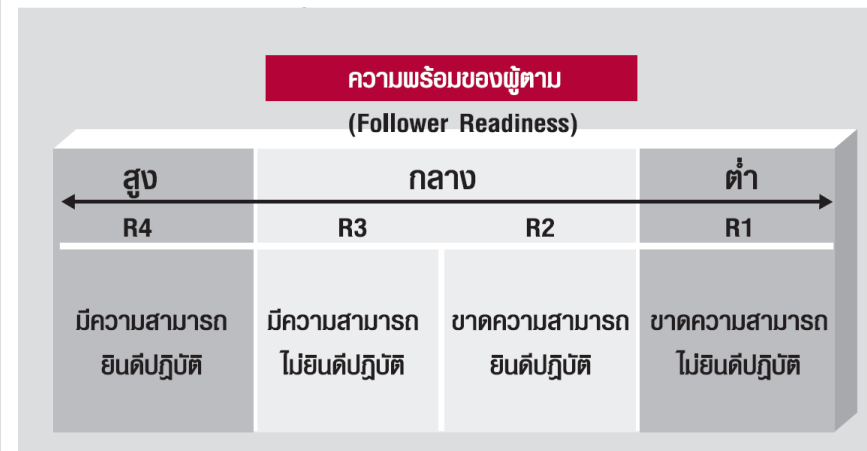 ความพร้อมของผู้ตาม
(Follower Readiness)
สูง กลาง ต่ำ
R4 R3 R2 R1
มีความสามารถ มีความสามารถ ขาดความสามารถ ขาดความสามารถ
ยินดีปฏิบัติ ไม่ยินดีปฏิบัติ ยินดีปฏิบัติ ไม่ยินดีปฏิบัติ